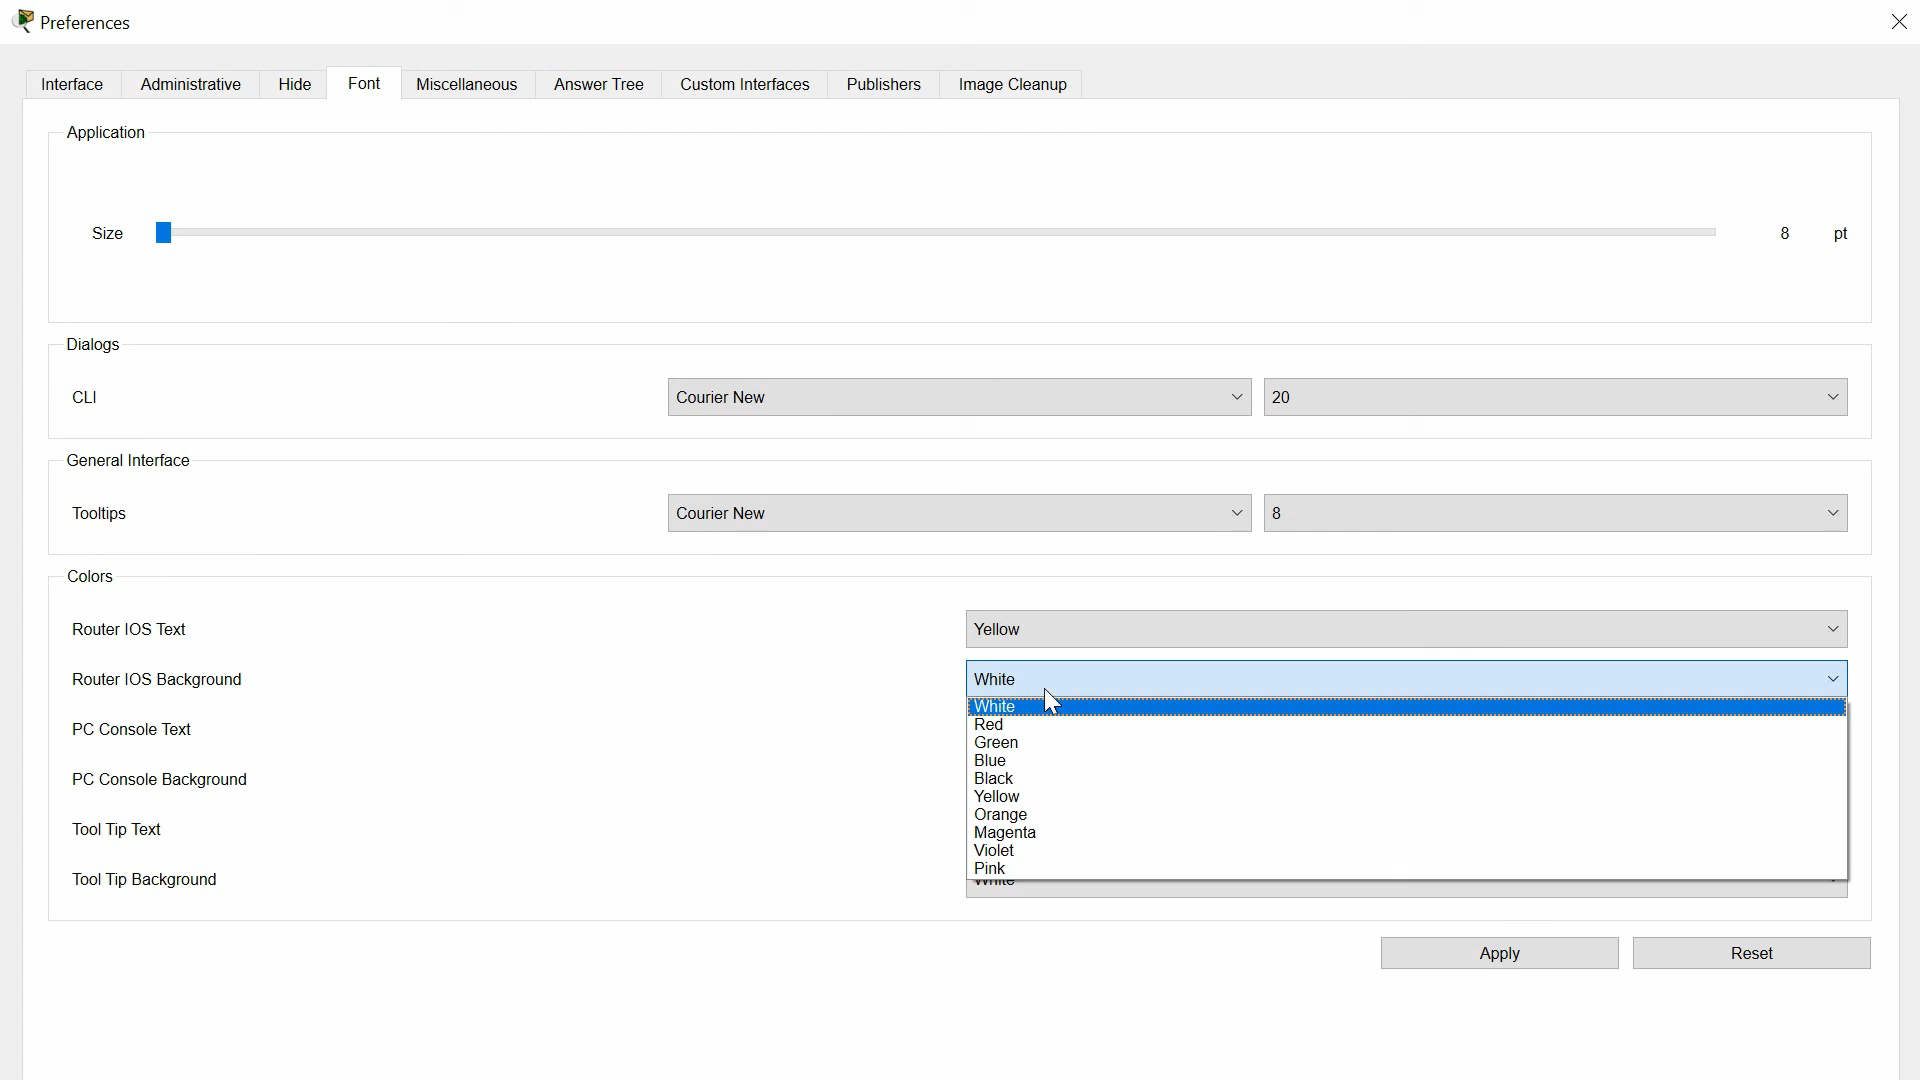 Preferences
Interface Administrative Hide Font Miscellaneous Answer Tree Custom Interfaces Publishers Image Cleanup
Application
Size 8 pt
Dialogs
CLI Courier New 20
General Interface
Tooltips Courier New 8
Colors
Router IOS Text Yellow
Router IOS Background White
White
Red
PC Console Text
Green
Blue
PC Console Background Black
Yellow
Orange
Tool Tip Text Magenta
Violet
Pink
Tool Tip Background White
Apply Reset